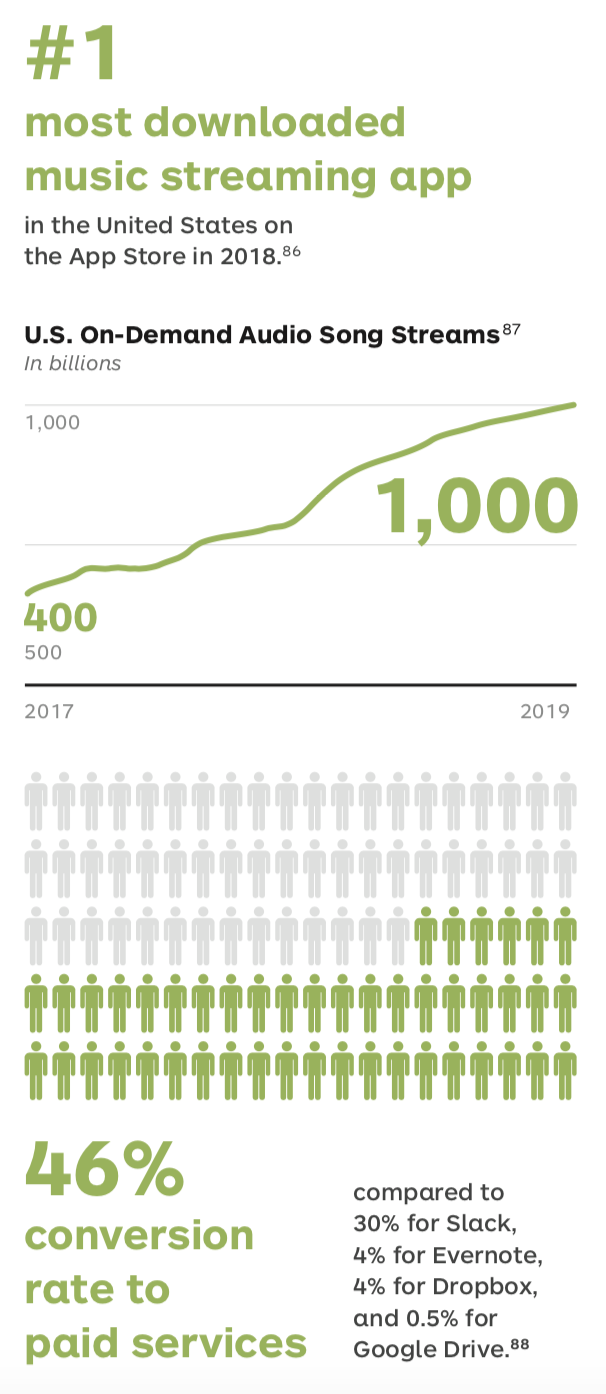 #1
most downloaded
music streaming app
in the United States on
the App Store in 2018.86
U.S. On-Demand Audio Song Streams87
In billions
1,000
1,000
400
500
2017 2019
46%
conversion
rate to
paid services
compared to
30% for Slack,
4% for Evernote,
4% for Dropbox,
and 0.5% for
Google Drive.88